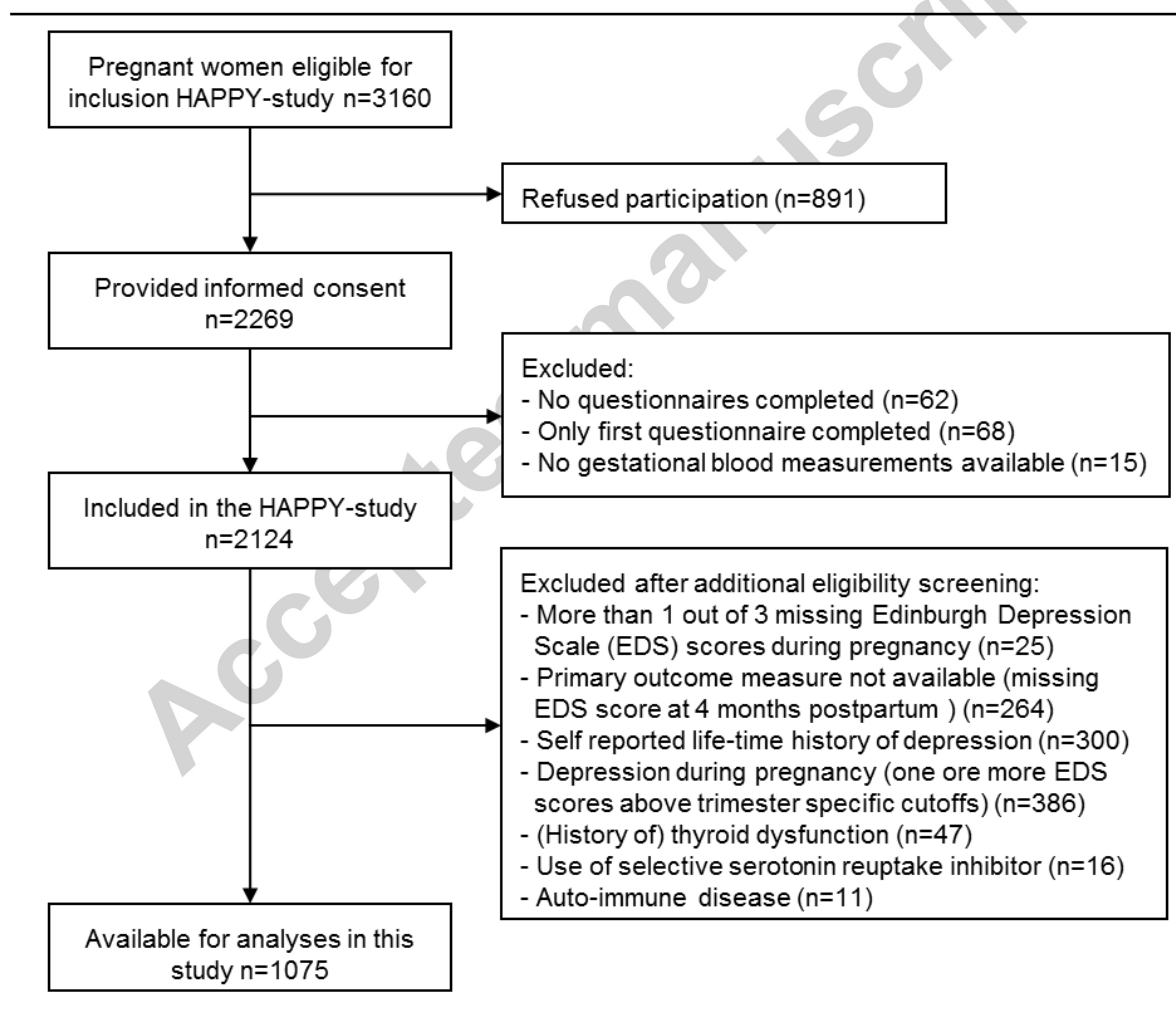 Pregnant women eligible for
inclusion HAPPY-study n=3160
Refused participation (n=891)
Provided informed consent
n=2269
Excluded:
- No questionnaires completed (n=62)
- Only first questionnaire completed (n=68)
- No gestational blood measurements available (n=15)
Included in the HAPPY-study
n=2124
Excluded after additional eligibility screening:
- More than 1 out of 3 missing Edinburgh Depression
Scale (EDS) scores during pregnancy (n=25)
- Primary outcome measure not available (missing
EDS score at 4 months postpartum ) (n=264)
- Self reported life-time history of depression (n=300)
- Depression during pregnancy (one ore more EDS
scores above trimester specific cutoffs) (n=386)
- (History of) thyroid dysfunction (n=47)
- Use of selective serotonin reuptake inhibitor (n=16)
- Auto-immune disease (n=11)
Available for analyses in this
study n=1075
Accepted manuscript